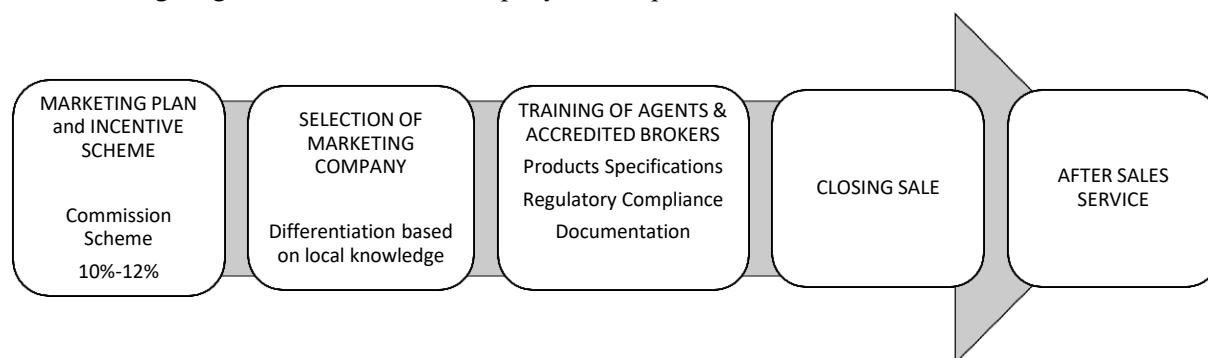 MARKETING PLAN
and INCENTIVE
SCHEME
Commission
Scheme
10%-12%
SELECTION OF
MARKETING
COMPANY
Differentiation based
on local knowledge
TRAINING OF AGENTS &
ACCREDITED BROKERS
Products Specifications
Regulatory Compliance
Documentation
CLOSING SALE
AFTER SALES
SERVICE